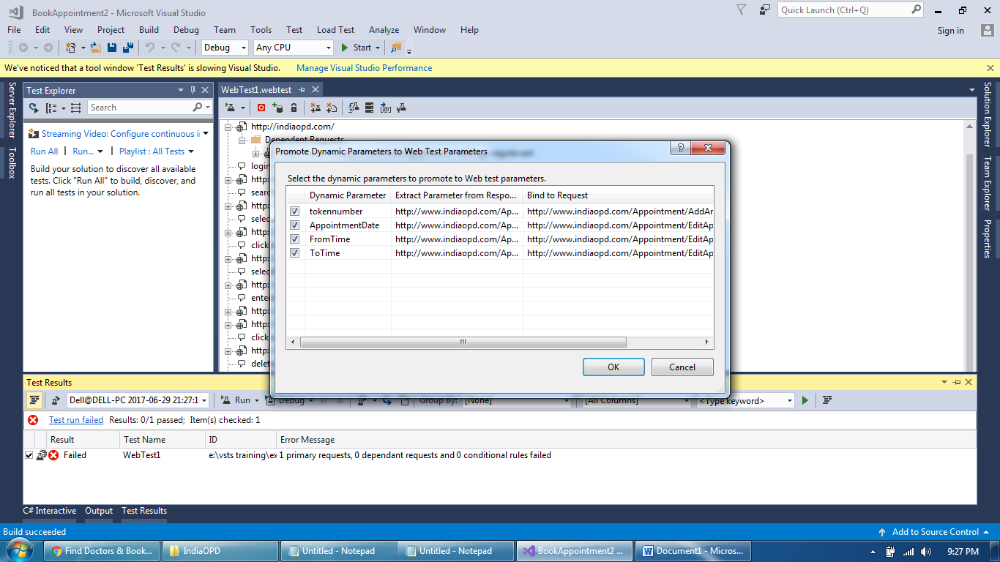 BookAppointment2 - Microsoft Visual Studio
Quick Launch (Ctrl+Q)
File Edit View Project Build Debug Team Tools Test Load Test Analyze Window Help
Sign in
Debug Any CPU Start
We've noticed that a tool window 'Test Results' is slowing Visual Studio. Manage Visual Studio Performance
Server Explorer
Toolbox
Test Explorer
Search
Streaming Video: Configure continuous i
Run All Run... Playlist : All Tests
Build your solution to discover all available
tests. Click "Run All" to build, discover, and
run all tests in your solution.
WebTest1.webtest
http://indiaopd.com/
Dependent Requests
login
http:
searc
http:
selec
http:
click
http:
selec
http:
enter
http:
http:
click
http:
delet
Promote Dynamic Parameters to Web Test Parameters
Select the dynamic parameters to promote to Web test parameters.
Dynamic Parameter Extract Parameter from Respo... Bind to Request
tokennumber http://www.indiaopd.com/Ap... http://www.indiaopd.com/Appointment/AddAr
AppointmentDate http://www.indiaopd.com/Ap... http://www.indiaopd.com/Appointment/EditAp
FromTime http://www.indiaopd.com/Ap... http://www.indiaopd.com/Appointment/EditAp
ToTime http://www.indiaopd.com/Ap... http://www.indiaopd.com/Appointment/EditAp
OK Cancel
Solution Explorer
Team Explorer
Properties
Test Results
Dell@DELL-PC 2017-06-29 21:27:1 Run Debug Group By: [None] [All Columns] <Type keyword>
Test run failed Results: 0/1 passed; Item(s) checked: 1
Result Test Name ID Error Message
Failed WebTest1 e:\vsts training\ex 1 primary requests, 0 dependant requests and 0 conditional rules failed
C# Interactive Output Test Results
Build succeeded
Add to Source Control
Find Doctors & Book... IndiaOPD Untitled - Notepad Untitled - Notepad BookAppointment2 ... Document1 - Micros...
9:27 PM